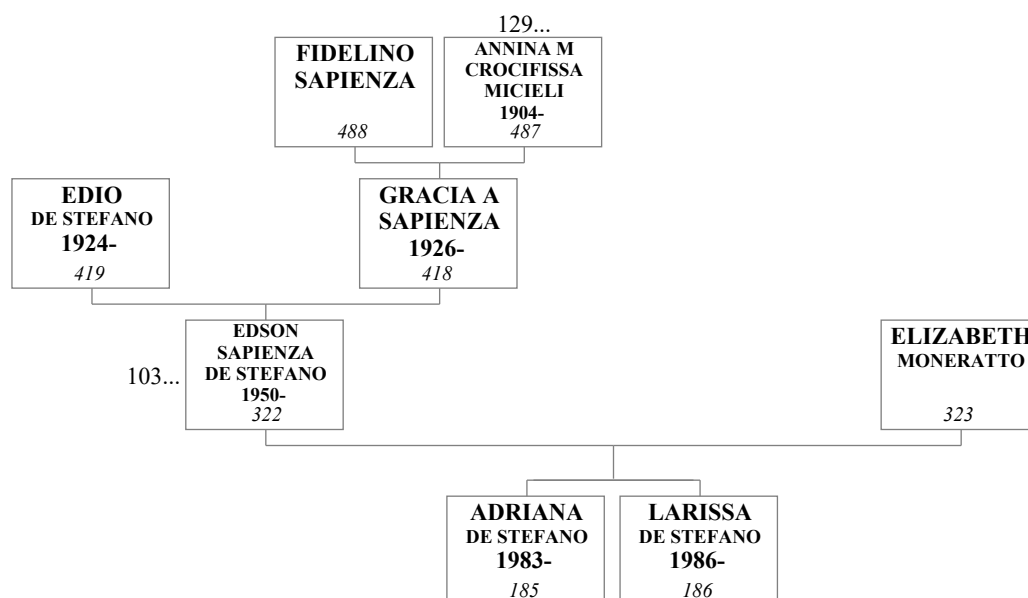 129...
FIDELINO
SAPIENZA
488
ANNINA M
CROCIFISSA
MICIELI
1904-
487
EDIO
DE STEFANO
1924-
419
GRACIA A
SAPIENZA
1926-
418
103...
EDSON
SAPIENZA
DE STEFANO
1950-
322
ELIZABETH
MONERATTO
323
ADRIANA
DE STEFANO
1983-
185
LARISSA
DE STEFANO
1986-
186